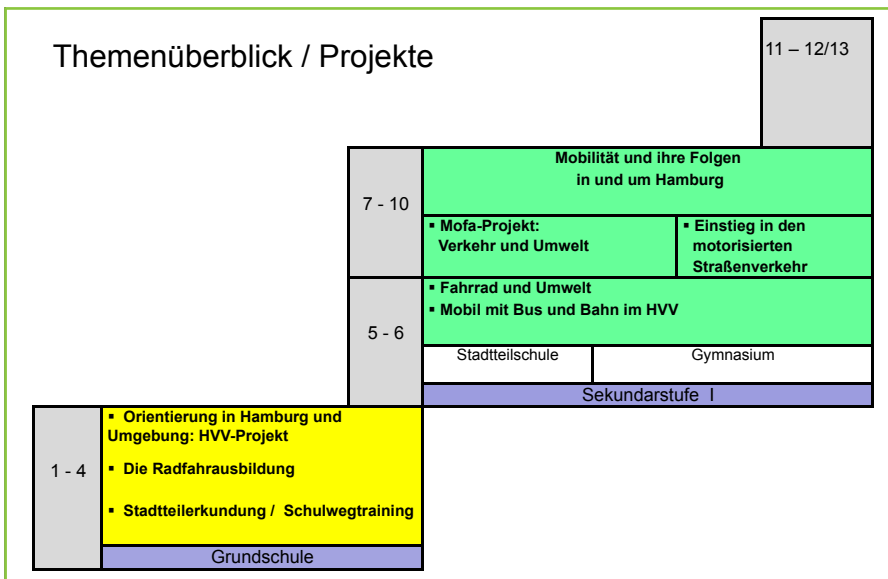 Themenüberblick / Projekte
11 – 12/13
7 - 10
Mobilität und ihre Folgen
in und um Hamburg
▪ Mofa-Projekt:
Verkehr und Umwelt
▪ Einstieg in den
motorisierten
Straßenverkehr
5 - 6
▪ Fahrrad und Umwelt
▪ Mobil mit Bus und Bahn im HVV
Stadtteilschule
Gymnasium
Sekundarstufe I
1 - 4
▪ Orientierung in Hamburg und
Umgebung: HVV-Projekt
▪ Die Radfahrausbildung
▪ Stadtteilerkundung / Schulwegtraining
Grundschule